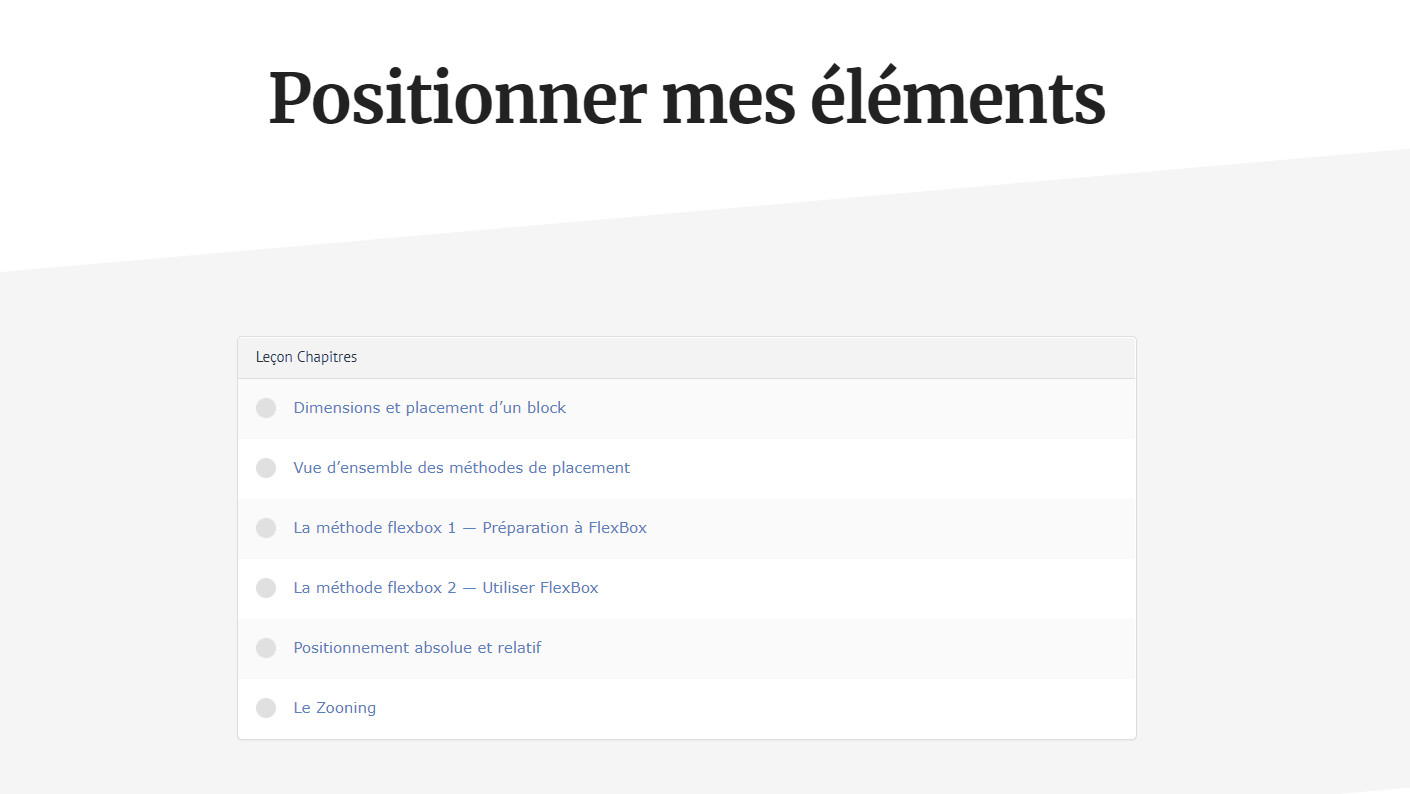 Positionner mes éléments
Leçon Chapitres
Dimensions et placement d’un block
Vue d’ensemble des méthodes de placement
La méthode flexbox 1 — Préparation à FlexBox
La méthode flexbox 2 — Utiliser FlexBox
Positionnement absolue et relatif
Le Zooning